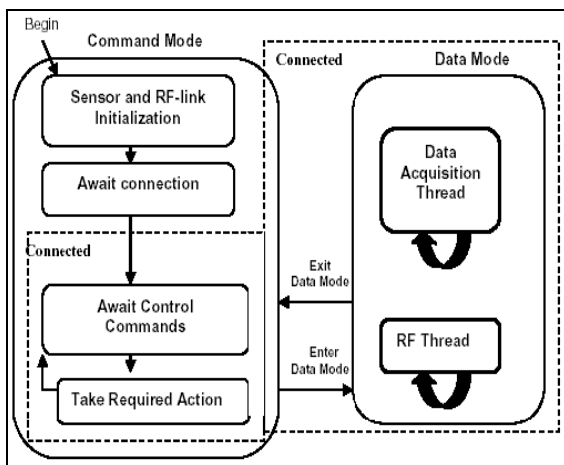 Begin
Command Mode
Sensor and RF-link
Initialization
Await connection
Connected
Await Control
Commands
Take Required Action
Connected
Data Mode
Data
Acquisition
Thread
Exit
Data Mode
Enter
Data Mode
RF Thread